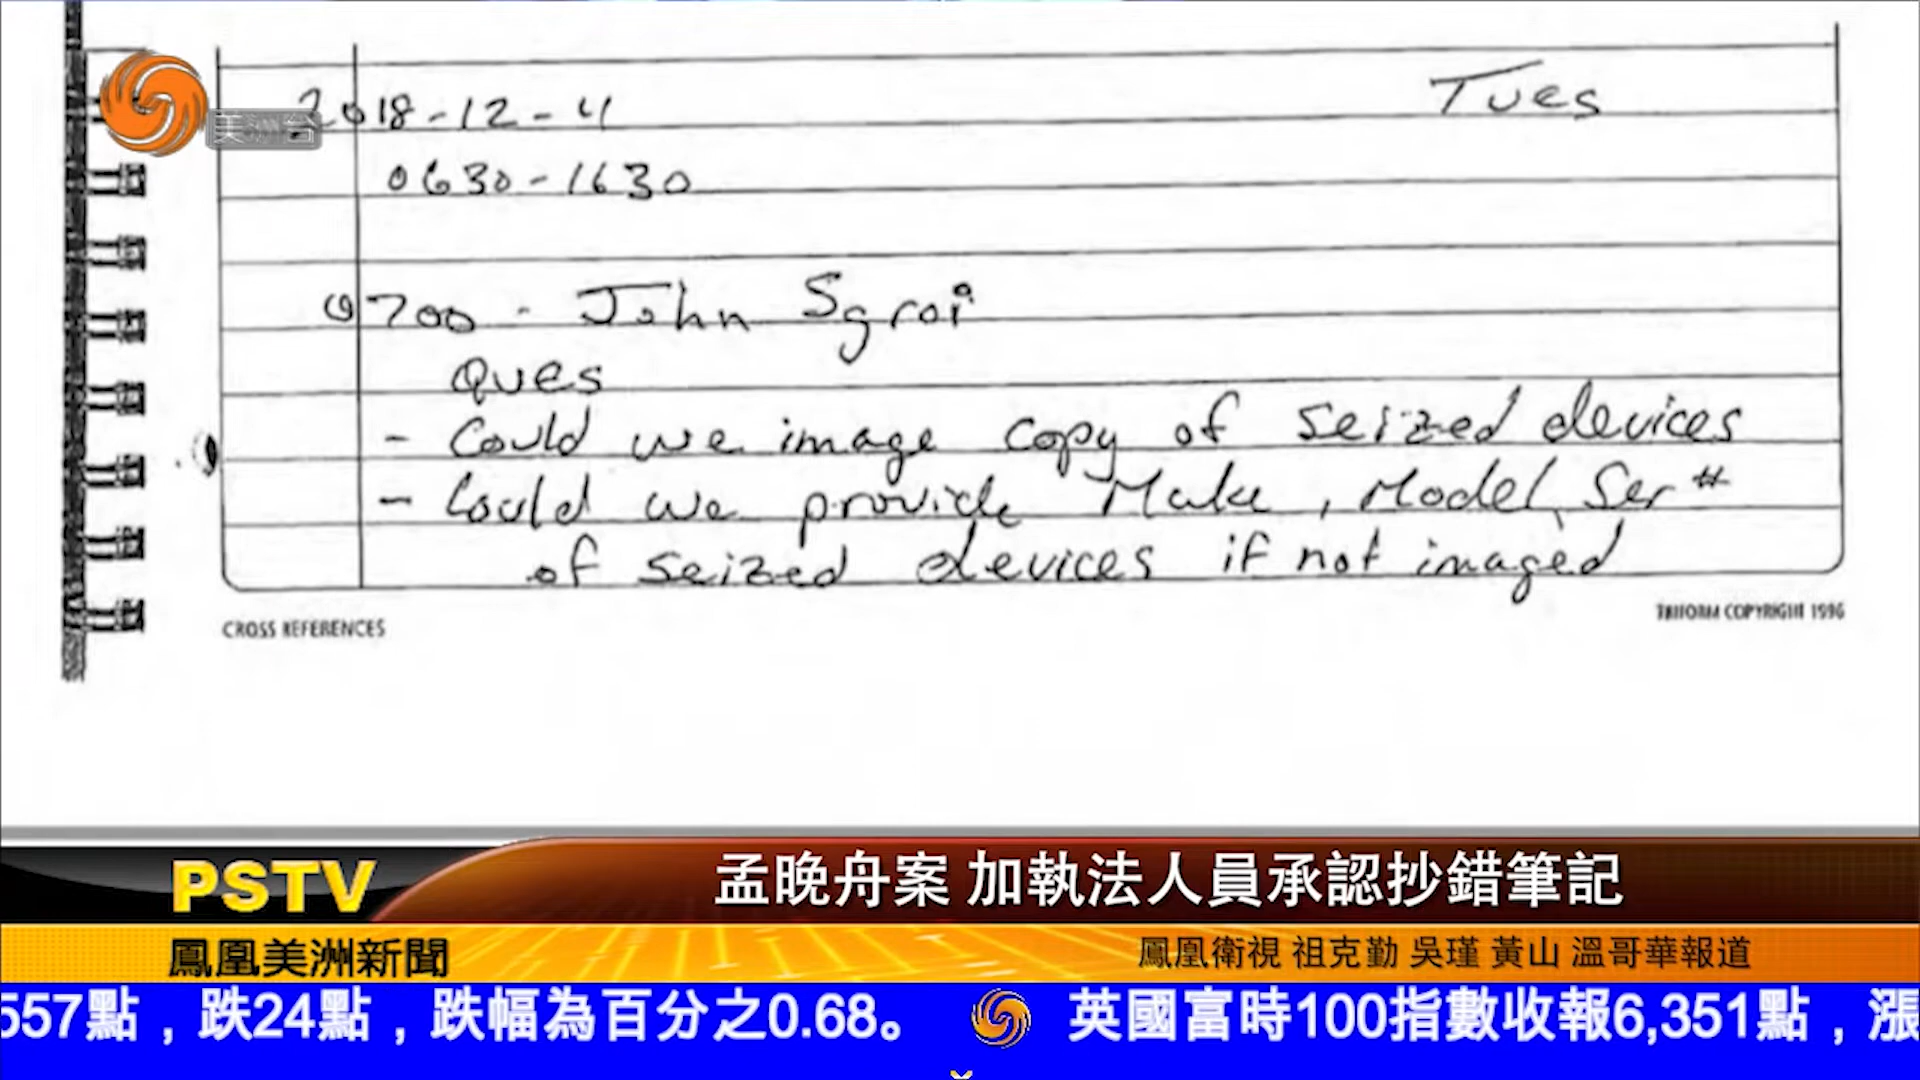 美洲台
2018-12-4 Tues
0630-1630
0700 - John Sgroi
Ques
- Could we image copy of seized devices
- Could we provide Make, Model, Ser #
of seized devices if not imaged
CROSS REFERENCES
TRIFORM COPYRIGHT 1996
PSTV
孟晚舟案 加執法人員承認抄錯筆記
鳳凰美洲新聞
鳳凰衛視 祖克勤 吳瑾 黃山 溫哥華報道
557點，跌24點，跌幅為百分之0.68。 英國富時100指數收報6,351點，漲